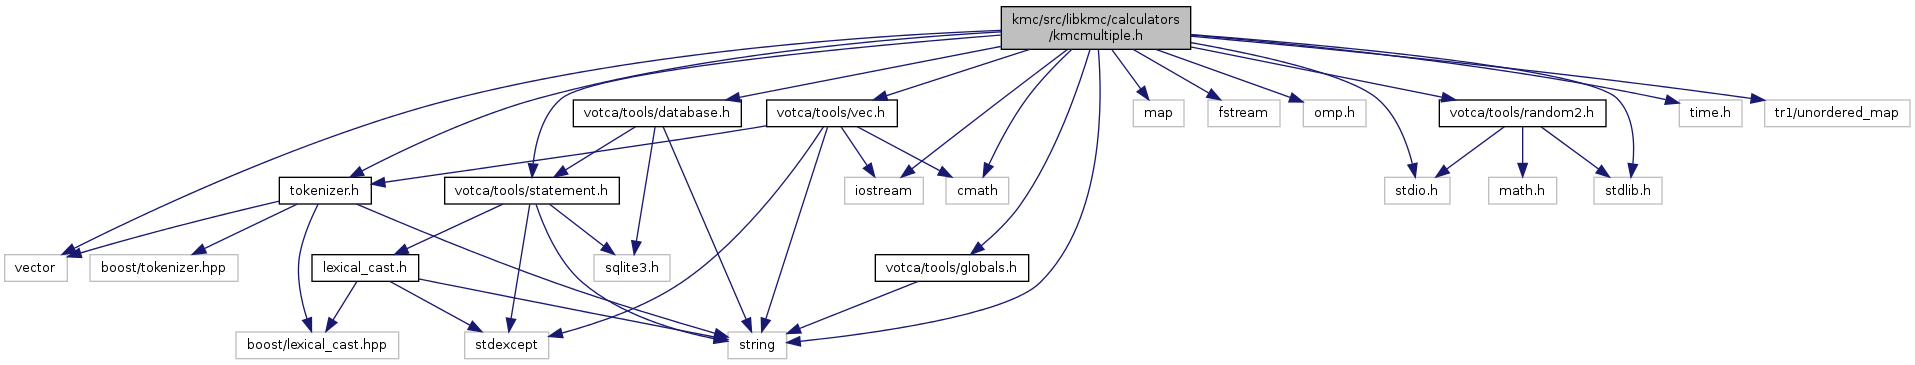 kmc/src/libkmc/calculators
/kmcmultiple.h
votca/tools/database.h
votca/tools/vec.h
map
fstream
omp.h
votca/tools/random2.h
time.h
tr1/unordered_map
tokenizer.h
votca/tools/statement.h
iostream
cmath
stdio.h
math.h
stdlib.h
vector
boost/tokenizer.hpp
lexical_cast.h
sqlite3.h
votca/tools/globals.h
boost/lexical_cast.hpp
stdexcept
string